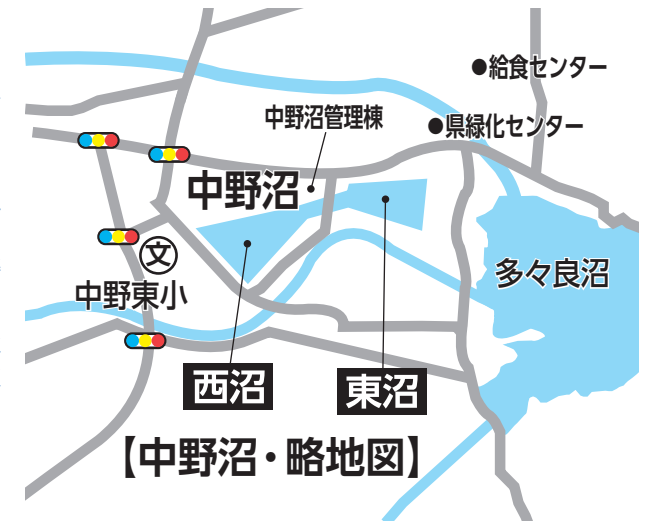 ●給食センター
中野沼管理棟
●県緑化センター
中野沼
文
中野東小
多々良沼
西沼
東沼
【中野沼・略地図】